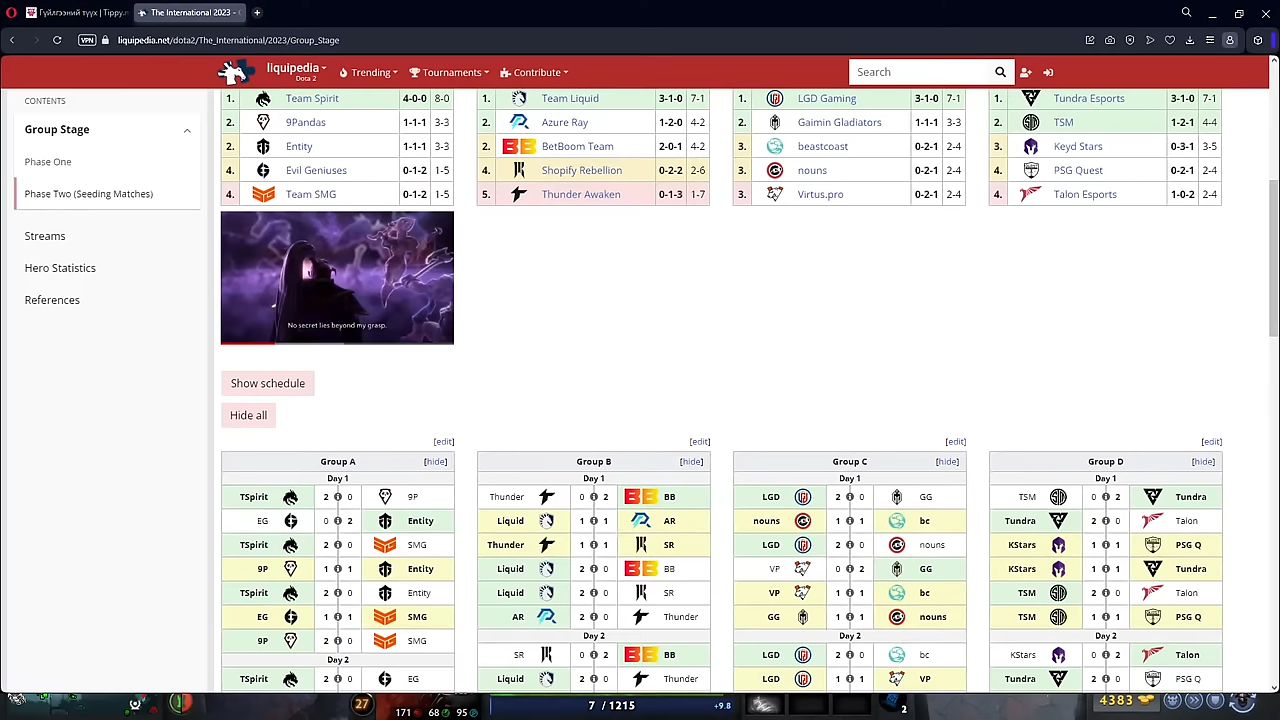 Гүйлгээний түүх | Tippy.r
The International 2023 -
VPN
liquipedia.net/dota2/The_International/2023/Group_Stage
liquipedia Dota 2 Trending Tournaments Contribute Search
CONTENTS
Group Stage
Phase One
Phase Two (Seeding Matches)
Streams
Hero Statistics
References
1. Team Spirit 4-0-0 8-0
2. 9Pandas 1-1-1 3-3
2. Entity 1-1-1 3-3
4. Evil Geniuses 0-1-2 1-5
4. Team SMG 0-1-2 1-5
1. Team Liquid 3-1-0 7-1
2. Azure Ray 1-2-0 4-2
2. BetBoom Team 2-0-1 4-2
4. Shopify Rebellion 0-2-2 2-6
5. Thunder Awaken 0-1-3 1-7
1. LGD Gaming 3-1-0 7-1
2. Gaimin Gladiators 1-1-1 3-3
3. beastcoast 0-2-1 2-4
3. nouns 0-2-1 2-4
3. Virtus.pro 0-2-1 2-4
1. Tundra Esports 3-1-0 7-1
2. TSM 1-2-1 4-4
3. Keyd Stars 0-3-1 3-5
4. PSG Quest 0-2-1 2-4
4. Talon Esports 1-0-2 2-4
No secret lies beyond my grasp.
Show schedule
Hide all
[edit]
Group A [hide]
Day 1
TSpirit 2 0 9P
EG 0 2 Entity
TSpirit 2 0 SMG
9P 1 1 Entity
TSpirit 2 0 Entity
EG 1 1 SMG
9P 2 0 SMG
Day 2
TSpirit 2 0 EG
[edit]
Group B [hide]
Day 1
Thunder 0 2 BB BB
Liquid 1 1 AR
Thunder 1 1 SR
Liquid 2 0 BB BB
Liquid 2 0 SR
AR 2 0 Thunder
Day 2
SR 0 2 BB BB
Liquid 2 0 Thunder
[edit]
Group C [hide]
Day 1
LGD 2 0 GG
nouns 1 1 bc
LGD 2 0 nouns
VP 0 2 GG
VP 1 1 bc
GG 1 1 nouns
Day 2
LGD 2 0 bc
LGD 1 1 VP
[edit]
Group D [hide]
Day 1
TSM 0 2 Tundra
Tundra 2 0 Talon
KStars 1 1 PSG Q
KStars 1 1 Tundra
TSM 2 0 Talon
TSM 1 1 PSG Q
Day 2
KStars 0 2 Talon
Tundra 2 0 PSG Q
27
171 68 95
7 / 1215 +9.8
2
4383